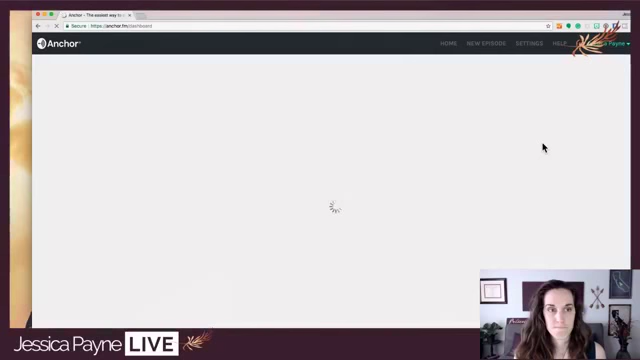 Anchor - The easiest way to
Secure
https://anchor.fm/dashboard
Anchor
HOME NEW EPISODE SETTINGS HELP Payne
Jessica Payne LIVE